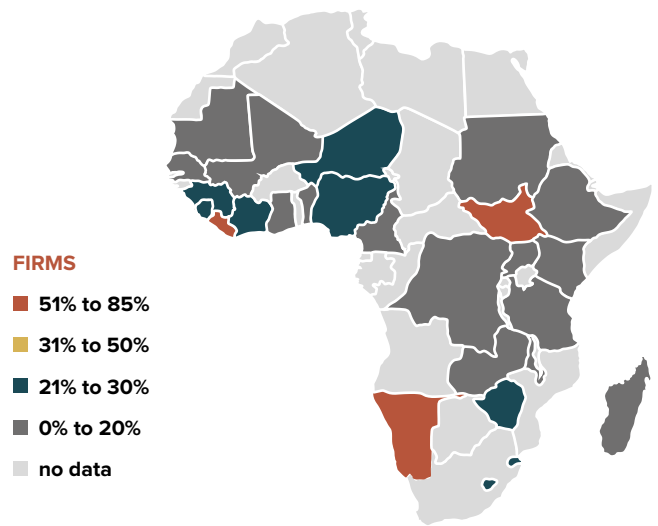 FIRMS
51% to 85%
31% to 50%
21% to 30%
0% to 20%
no data